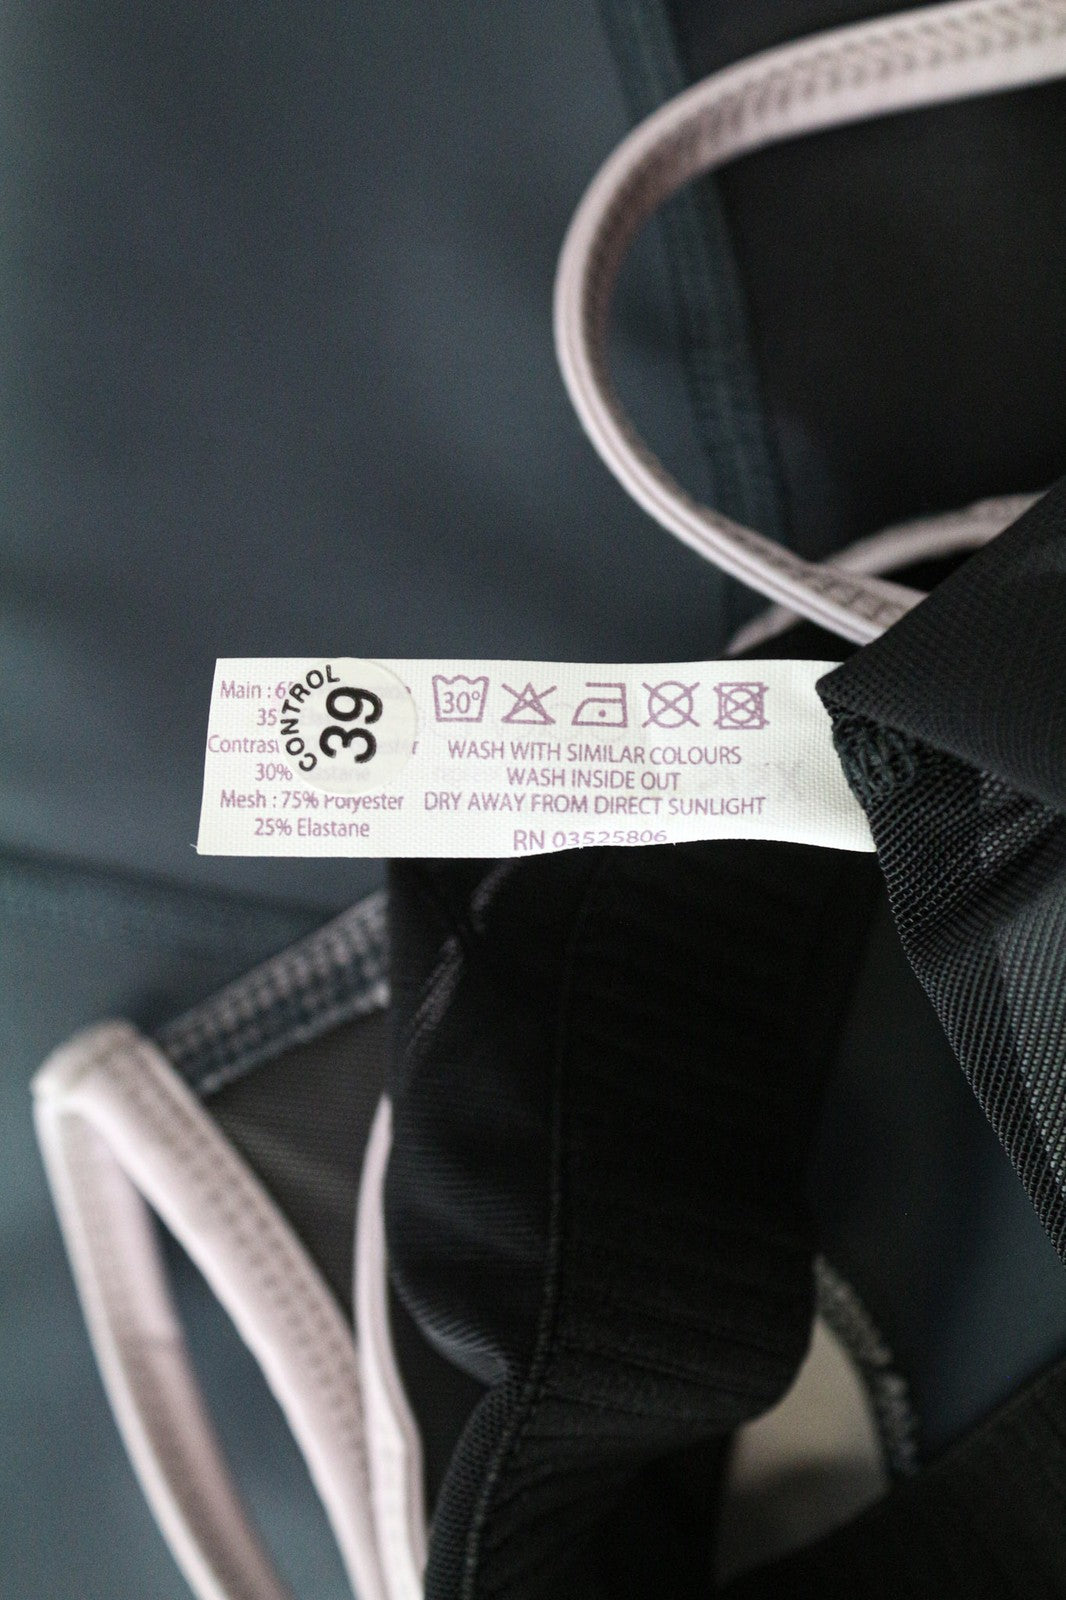 Main : 6
35
CONTROL
39
30%
Mesh : 75% Polyester
25% Elastane
30°
WASH WITH SIMILAR COLOURS
WASH INSIDE OUT
DRY AWAY FROM DIRECT SUNLIGHT
RN 03525806